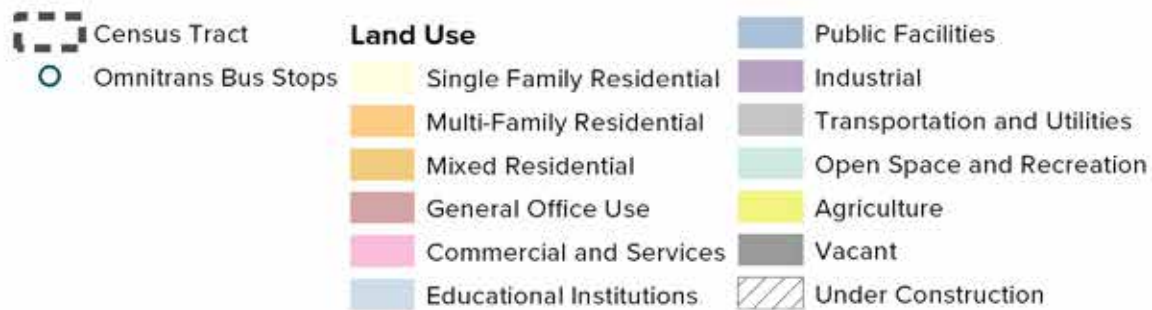 Census Tract
Omnitrans Bus Stops
Land Use
Single Family Residential
Multi-Family Residential
Mixed Residential
General Office Use
Commercial and Services
Educational Institutions
Public Facilities
Industrial
Transportation and Utilities
Open Space and Recreation
Agriculture
Vacant
Under Construction